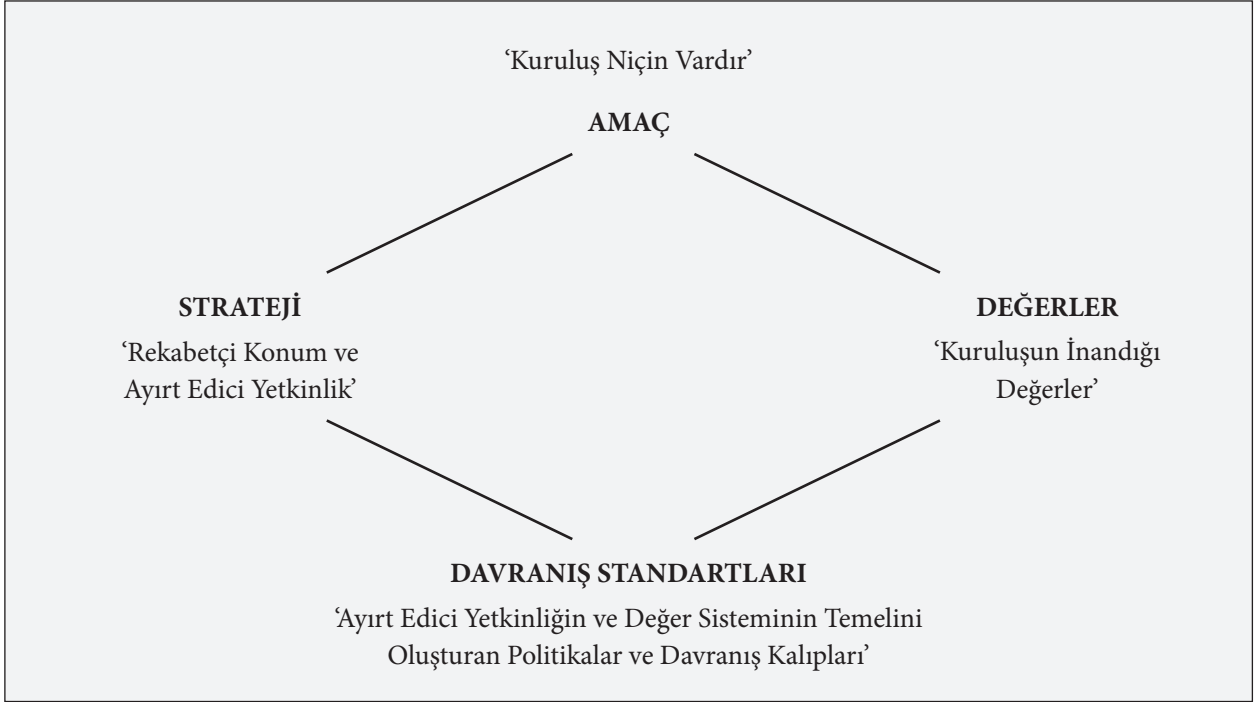 ‘Kuruluş Niçin Vardır’
AMAÇ
STRATEJİ
‘Rekabetçi Konum ve
Ayırt Edici Yetkinlik’
DEĞERLER
‘Kuruluşun İnandığı
Değerler’
DAVRANIŞ STANDARTLARI
‘Ayırt Edici Yetkinliğin ve Değer Sisteminin Temelini
Oluşturan Politikalar ve Davranış Kalıpları’